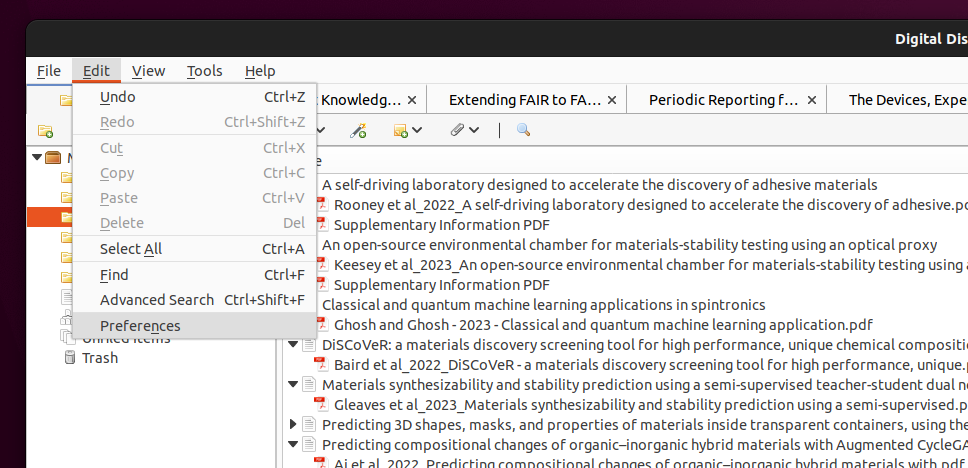 Digital Dis
File Edit View Tools Help
Knowledg... Extending FAIR to FA... Periodic Reporting f... The Devices, Expe
Undo Ctrl+Z
Redo Ctrl+Shift+Z
Cut Ctrl+X
Copy Ctrl+C
Paste Ctrl+V
Delete Del
Select All Ctrl+A
Find Ctrl+F
Advanced Search Ctrl+Shift+F
Preferences
Unfiled Items
Trash
A self-driving laboratory designed to accelerate the discovery of adhesive materials
Rooney et al_2022_A self-driving laboratory designed to accelerate the discovery of adhesive.pd
Supplementary Information PDF
An open-source environmental chamber for materials-stability testing using an optical proxy
Keesey et al_2023_An open-source environmental chamber for materials-stability testing using a
Supplementary Information PDF
Classical and quantum machine learning applications in spintronics
Ghosh and Ghosh - 2023 - Classical and quantum machine learning application.pdf
DiSCoVeR: a materials discovery screening tool for high performance, unique chemical compositio
Baird et al_2022_DiSCoVeR - a materials discovery screening tool for high performance, unique.p
Materials synthesizability and stability prediction using a semi-supervised teacher-student dual ne
Gleaves et al_2023_Materials synthesizability and stability prediction using a semi-supervised.p
Predicting 3D shapes, masks, and properties of materials inside transparent containers, using the
Predicting compositional changes of organic–inorganic hybrid materials with Augmented CycleGA
Ai et al_2022_Predicting compositional changes of organic–inorganic hybrid materials with.pdf